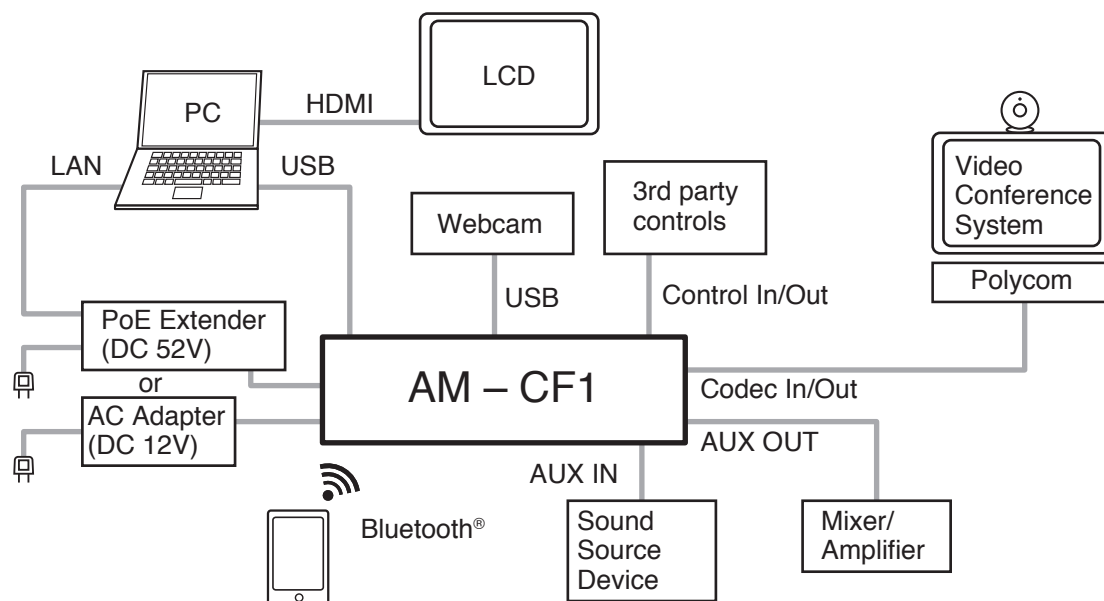 LCD
PC
HDMI
LAN
USB
Webcam
3rd party
controls
Video
Conference
System
Polycom
USB
Control In/Out
PoE Extender
(DC 52V)
or
AC Adapter
(DC 12V)
AM – CF1
Codec In/Out
AUX OUT
AUX IN
Bluetooth®
Sound
Source
Device
Mixer/
Amplifier